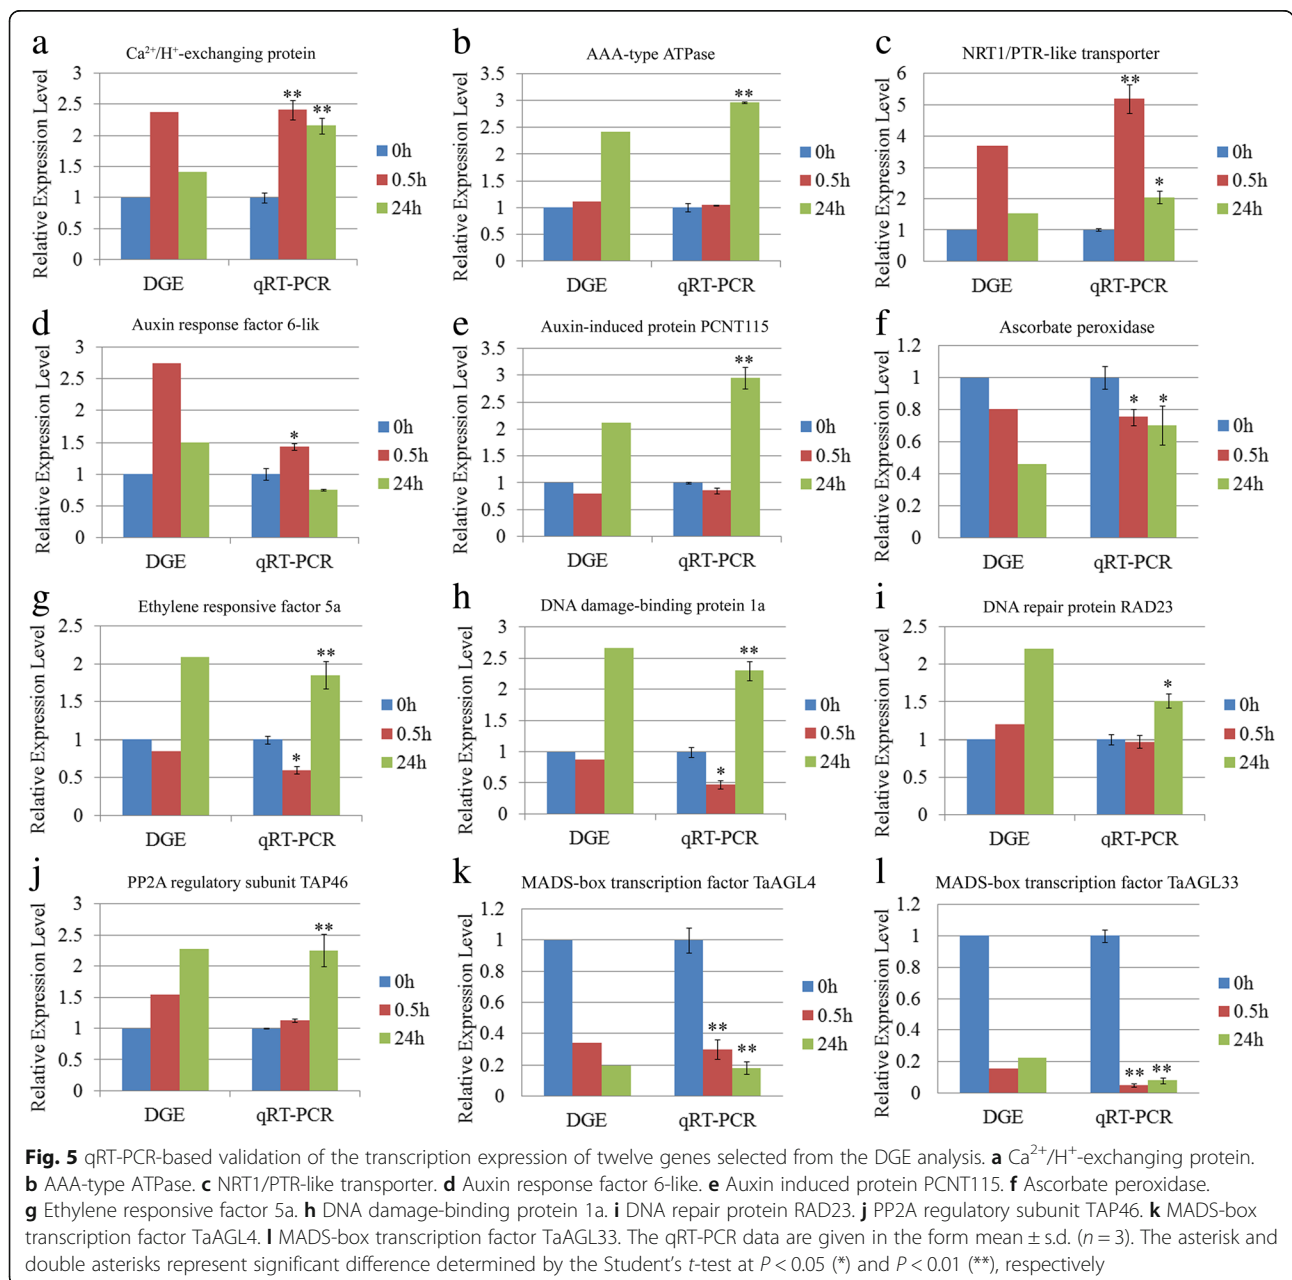 a
Ca²⁺/H⁺-exchanging protein
Relative Expression Level
3
2.5
2
1.5
1
0.5
0
** **
DGE qRT-PCR
0h
0.5h
24h
b
AAA-type ATPase
Relative Expression Level
3.5
3
2.5
2
1.5
1
0.5
0
**
DGE qRT-PCR
0h
0.5h
24h
c
NRT1/PTR-like transporter
Relative Expression Level
6
5
4
3
2
1
0
** *
DGE qRT-PCR
0h
0.5h
24h
d
Auxin response factor 6-lik
Relative Expression Level
3
2.5
2
1.5
1
0.5
0
*
DGE qRT-PCR
0h
0.5h
24h
e
Auxin-induced protein PCNT115
Relative Expression Level
3.5
3
2.5
2
1.5
1
0.5
0
**
DGE qRT-PCR
0h
0.5h
24h
f
Ascorbate peroxidase
Relative Expression Level
1.2
1
0.8
0.6
0.4
0.2
0
* *
DGE qRT-PCR
0h
0.5h
24h
g
Ethylene responsive factor 5a
Relative Expression Level
2.5
2
1.5
1
0.5
0
* **
DGE qRT-PCR
0h
0.5h
24h
h
DNA damage-binding protein 1a
Relative Expression Level
3
2.5
2
1.5
1
0.5
0
* **
DGE qRT-PCR
0h
0.5h
24h
i
DNA repair protein RAD23
Relative Expression Level
2.5
2
1.5
1
0.5
0
*
DGE qRT-PCR
0h
0.5h
24h
j
PP2A regulatory subunit TAP46
Relative Expression Level
3
2.5
2
1.5
1
0.5
0
**
DGE qRT-PCR
0h
0.5h
24h
k
MADS-box transcription factor TaAGL4
Relative Expression Level
1.2
1
0.8
0.6
0.4
0.2
0
** **
DGE qRT-PCR
0h
0.5h
24h
l
MADS-box transcription factor TaAGL33
Relative Expression Level
1.2
1
0.8
0.6
0.4
0.2
0
** **
DGE qRT-PCR
0h
0.5h
24h
Fig. 5 qRT-PCR-based validation of the transcription expression of twelve genes selected from the DGE analysis. a Ca²⁺/H⁺-exchanging protein.
b AAA-type ATPase. c NRT1/PTR-like transporter. d Auxin response factor 6-like. e Auxin induced protein PCNT115. f Ascorbate peroxidase.
g Ethylene responsive factor 5a. h DNA damage-binding protein 1a. i DNA repair protein RAD23. j PP2A regulatory subunit TAP46. k MADS-box
transcription factor TaAGL4. l MADS-box transcription factor TaAGL33. The qRT-PCR data are given in the form mean ± s.d. (n = 3). The asterisk and
double asterisks represent significant difference determined by the Student's t-test at P < 0.05 (*) and P < 0.01 (**), respectively